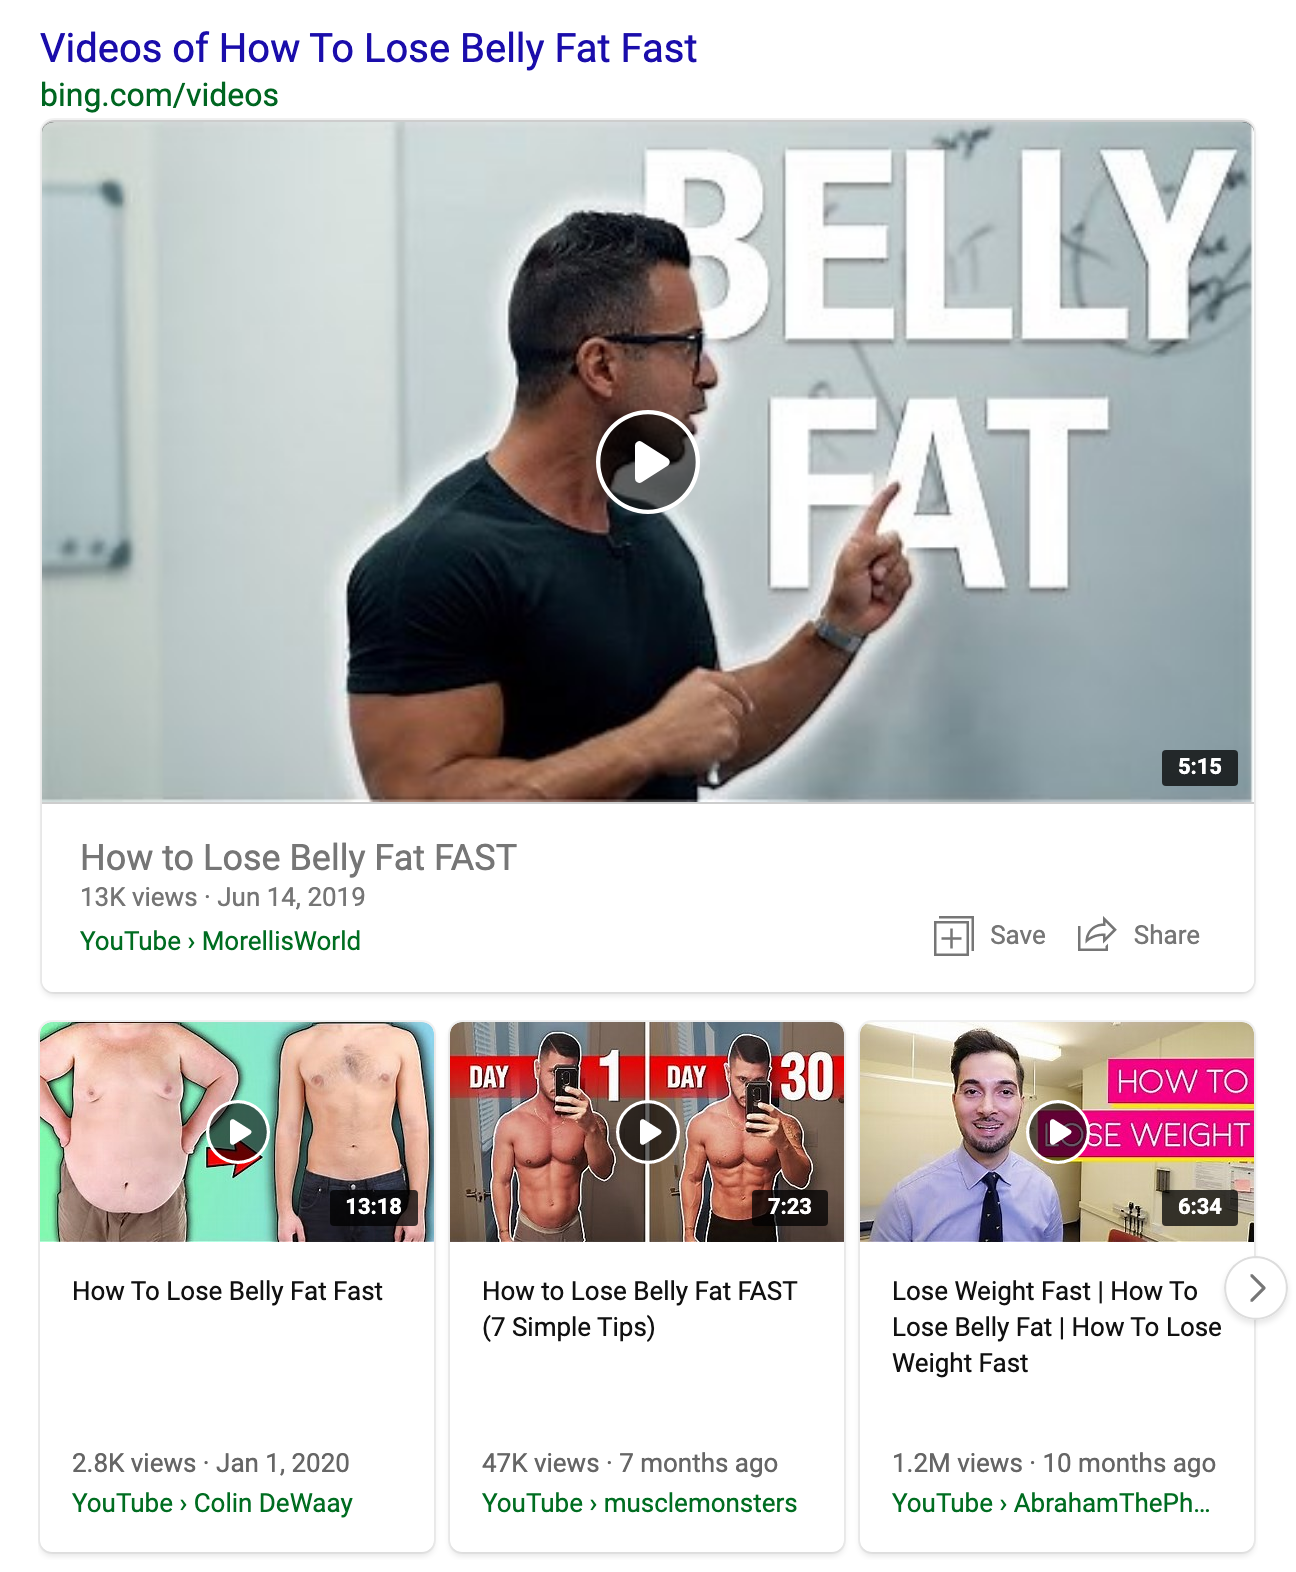 Videos of How To Lose Belly Fat Fast
bing.com/videos
BELLY
FAT
5:15
How to Lose Belly Fat FAST
13K views · Jun 14, 2019
YouTube › MorellisWorld
Save
Share
13:18
How To Lose Belly Fat Fast
2.8K views · Jan 1, 2020
YouTube › Colin DeWaay
DAY 1
DAY 30
7:23
How to Lose Belly Fat FAST
(7 Simple Tips)
47K views · 7 months ago
YouTube › musclemonsters
HOW TO
LOSE WEIGHT
6:34
Lose Weight Fast | How To
Lose Belly Fat | How To Lose
Weight Fast
1.2M views · 10 months ago
YouTube › AbrahamThePh...